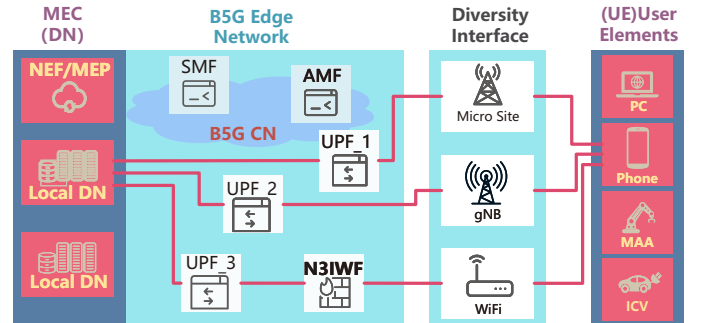 MEC
(DN)
B5G Edge
Network
Diversity
Interface
(UE)User
Elements
NEF/MEP
Local DN
Local DN
SMF
AMF
B5G CN
UPF_1
UPF_2
UPF_3
N3IWF
Micro Site
gNB
WiFi
PC
Phone
MAA
ICV